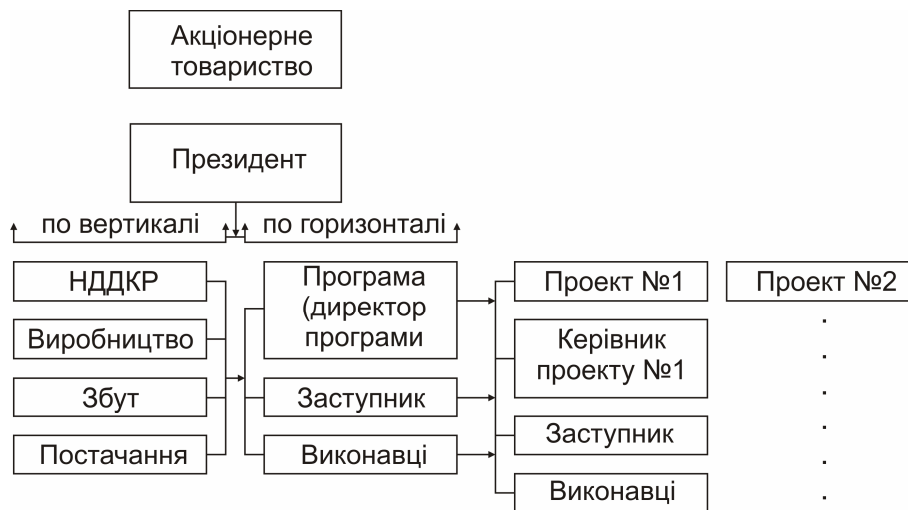 Акціонерне
товариство
Президент
по вертикалі
по горизонталі
НДДКР
Виробництво
Збут
Постачання
Програма
(директор
програми
Заступник
Виконавці
Проект №1
Керівник
проекту №1
Заступник
Виконавці
Проект №2